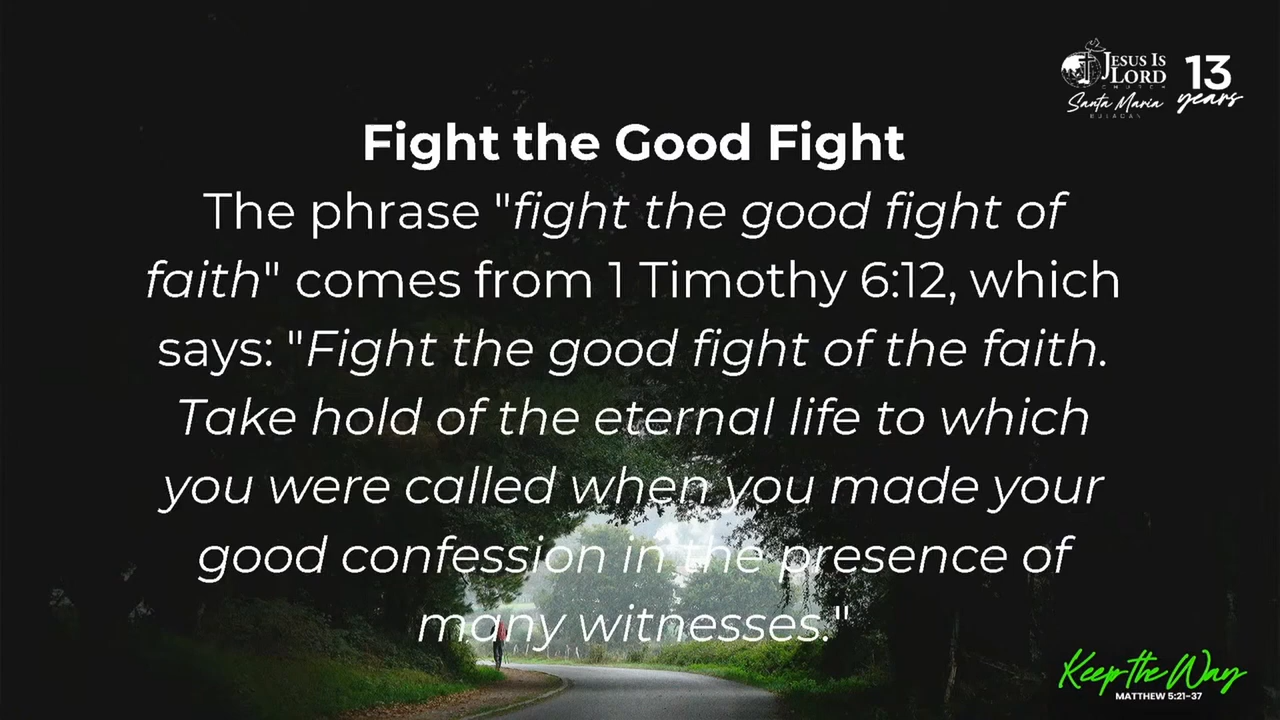 JESUS IS
LORD
CHURCH
Santa Maria
BULACAN
13
years
Fight the Good Fight
The phrase "fight the good fight of
faith" comes from 1 Timothy 6:12, which
says: "Fight the good fight of the faith.
Take hold of the eternal life to which
you were called when you made your
good confession in the presence of
many witnesses."
Keep the Way
MATTHEW 5:21-37